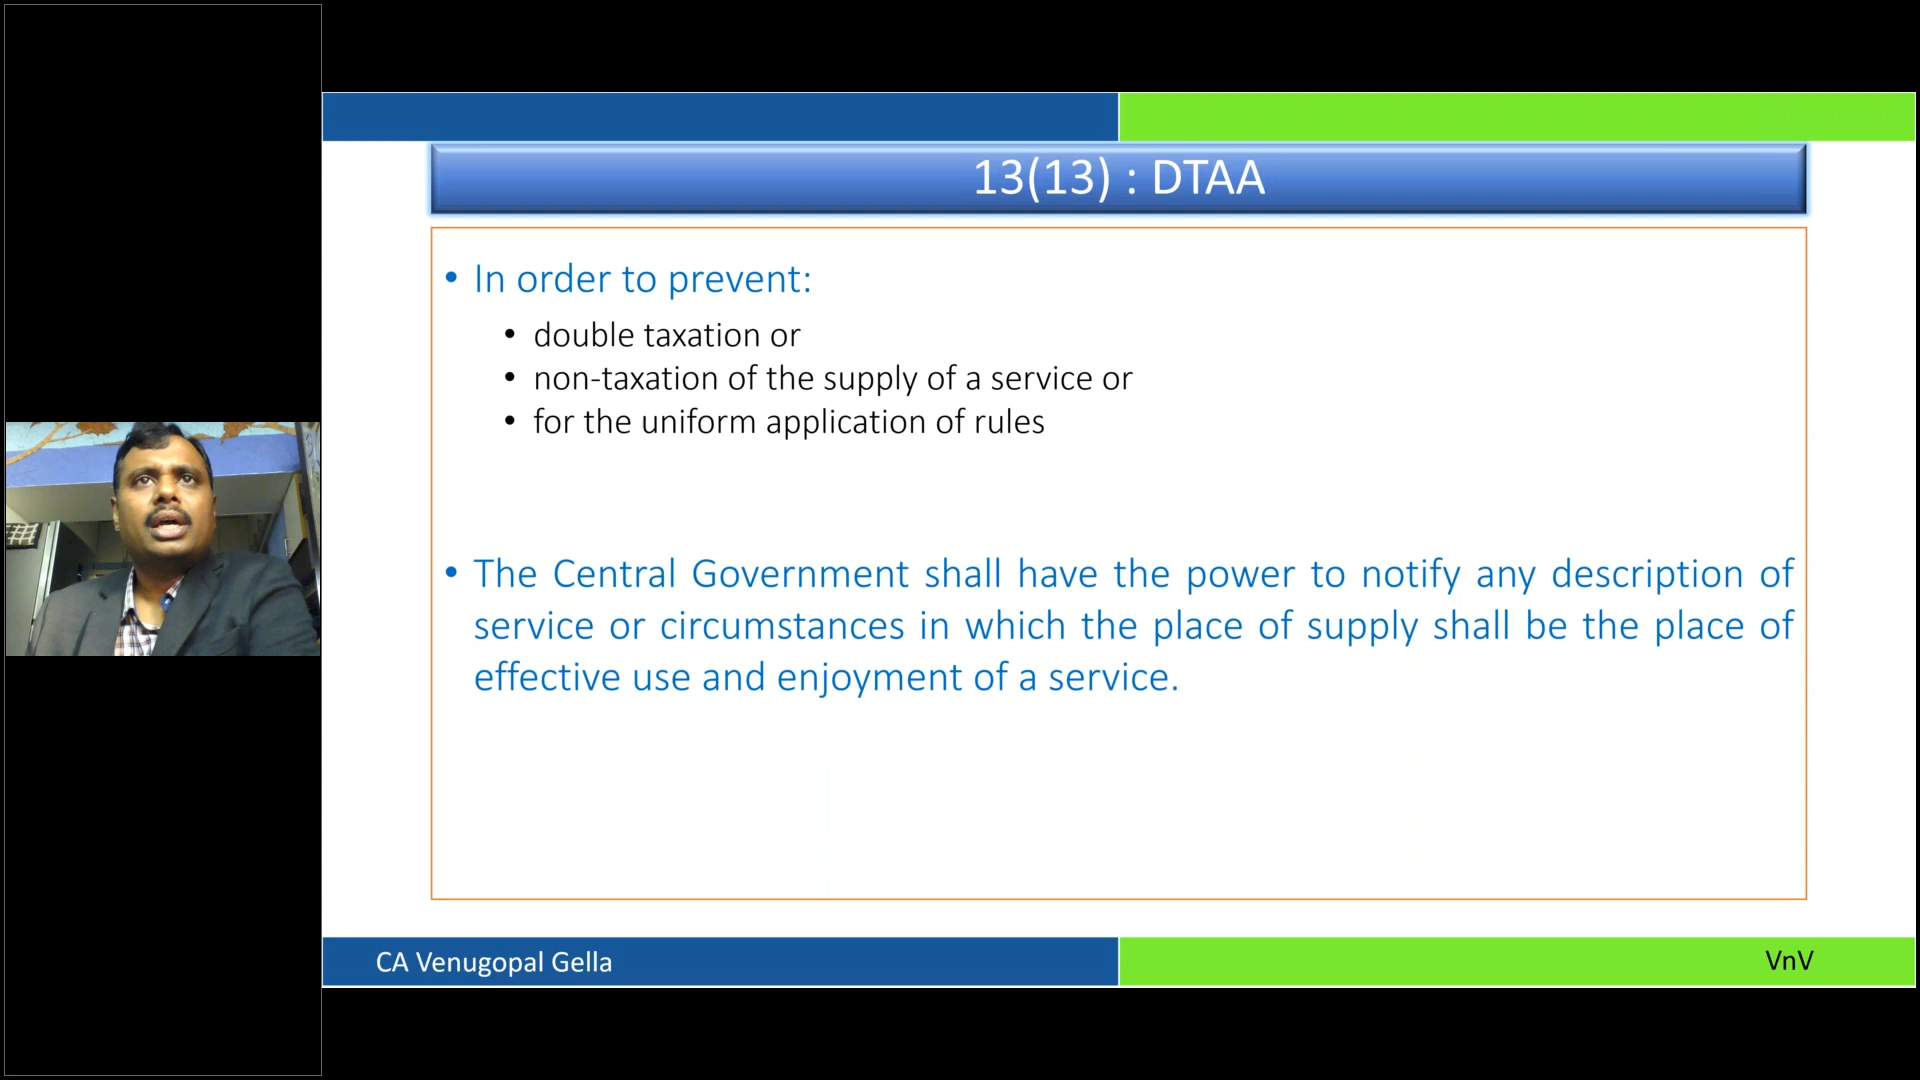 13(13) : DTAA
• In order to prevent:
• double taxation or
• non-taxation of the supply of a service or
• for the uniform application of rules
• The Central Government shall have the power to notify any description of
service or circumstances in which the place of supply shall be the place of
effective use and enjoyment of a service.
CA Venugopal Gella
VnV